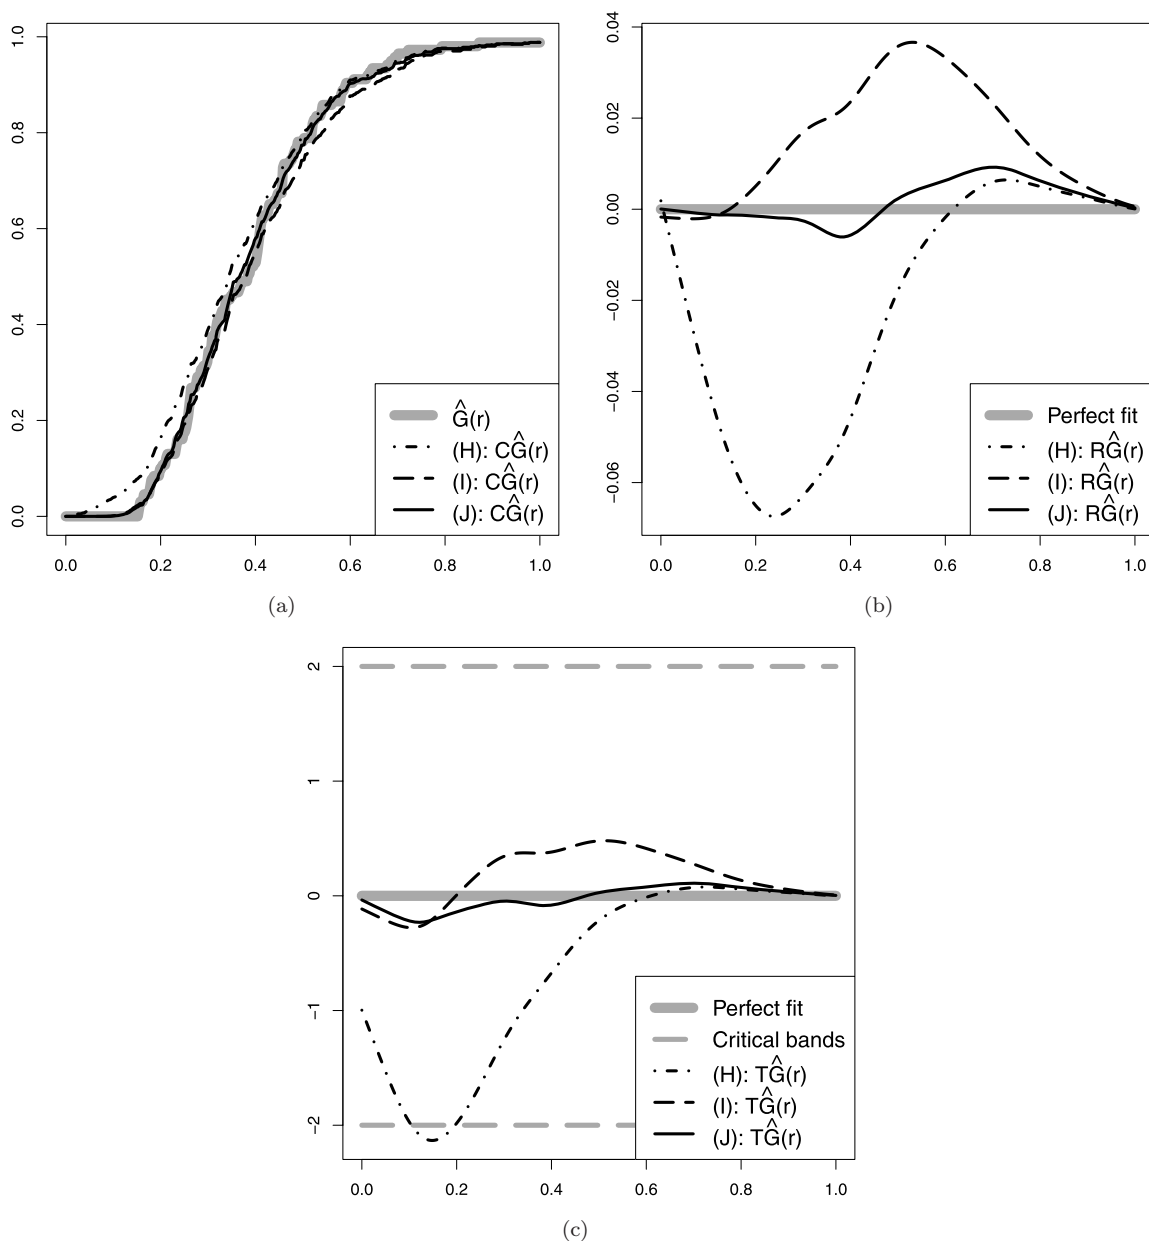 1.0
0.8
0.6
0.4
0.2
0.0
Ĝ(r)
(H): CĜ(r)
(I): CĜ(r)
(J): CĜ(r)
0.0 0.2 0.4 0.6 0.8 1.0
(a)
0.04
0.02
0.00
−0.02
−0.04
−0.06
Perfect fit
(H): RĜ(r)
(I): RĜ(r)
(J): RĜ(r)
0.0 0.2 0.4 0.6 0.8 1.0
(b)
2
1
0
−1
−2
Perfect fit
Critical bands
(H): TĜ(r)
(I): TĜ(r)
(J): TĜ(r)
0.0 0.2 0.4 0.6 0.8 1.0
(c)